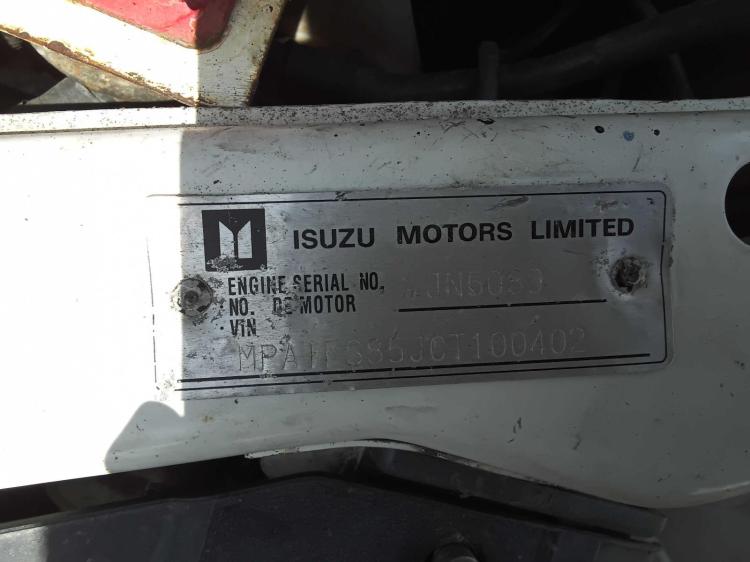 ISUZU MOTORS LIMITED
ENGINE SERIAL NO.
NO. DE MOTOR
VIN
MPATFS85JCT100402